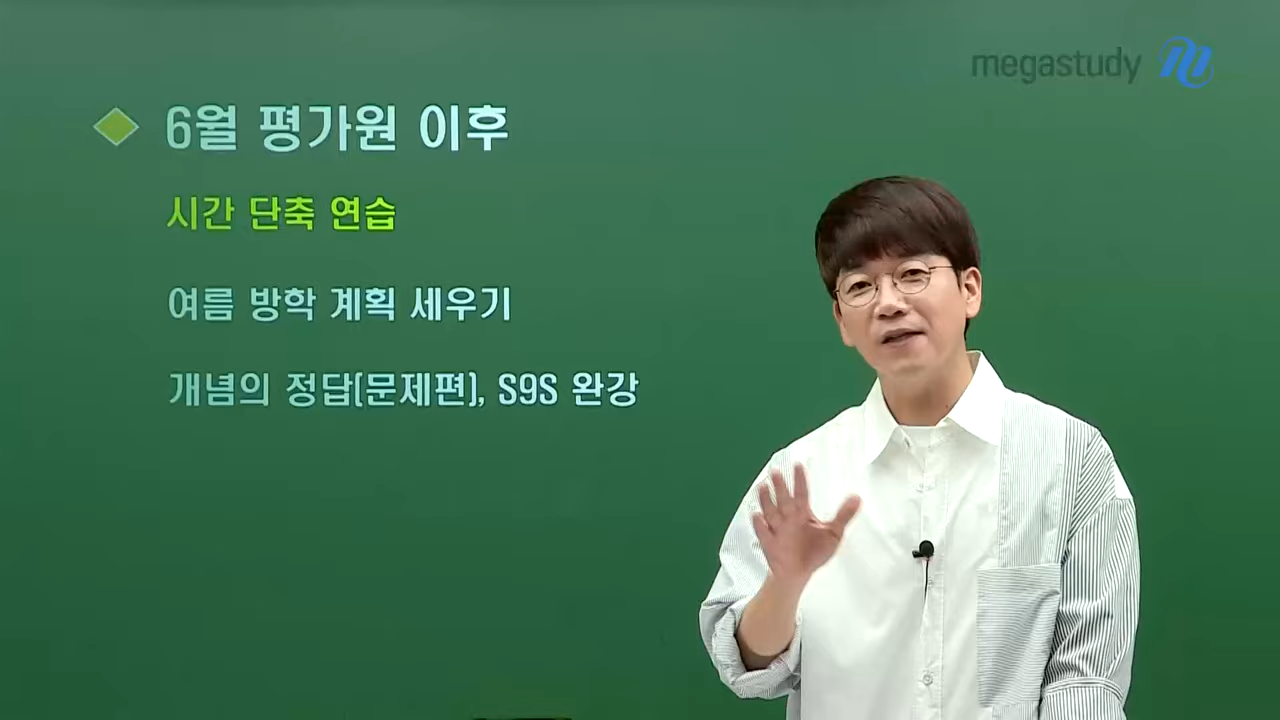 megastudy
6월 평가원 이후
시간 단축 연습
여름 방학 계획 세우기
개념의 정답(문제편), S9S 완강